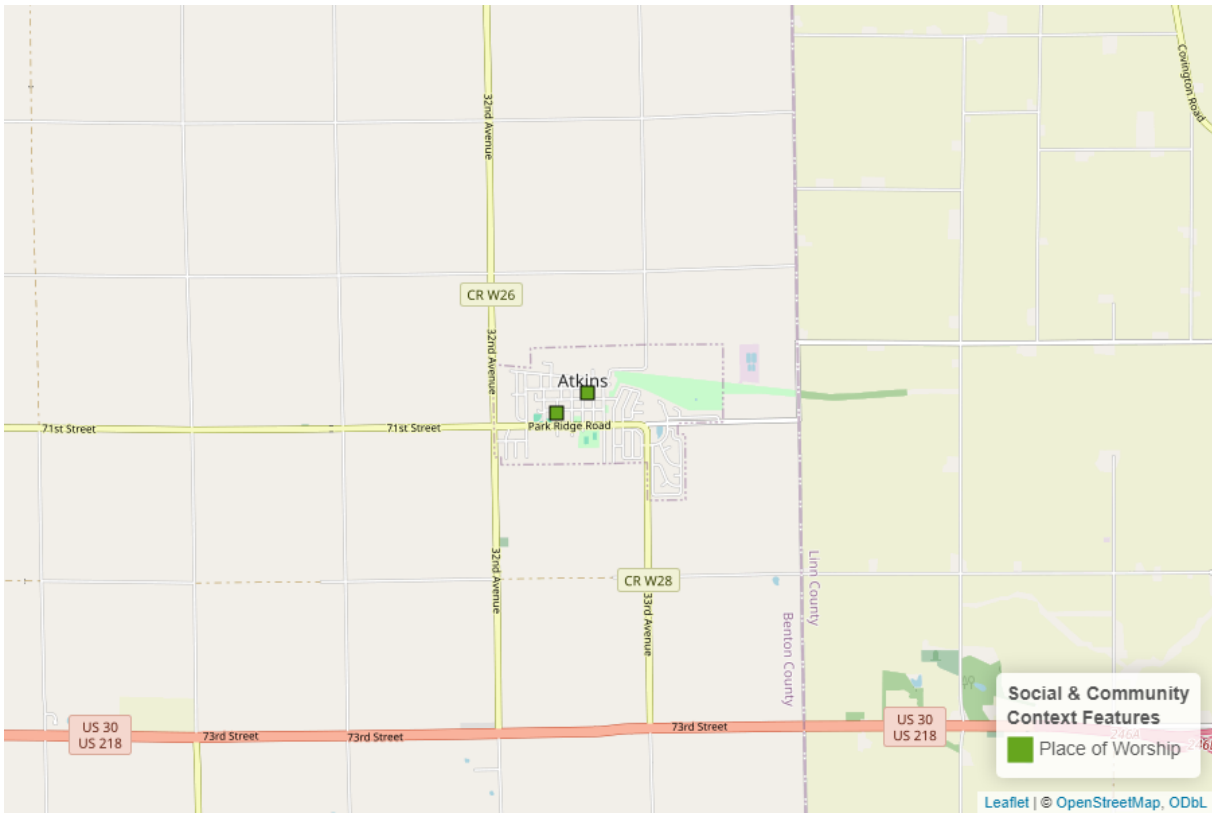 Covington Road
32nd Avenue
CR W26
32nd Avenue
Atkins
71st Street
71st Street
Park Ridge Road
32nd Avenue
CR W28
33rd Avenue
Linn County
Benton County
US 30
US 218
73rd Street
73rd Street
73rd Street
US 30
US 218
246A
Social & Community
Context Features
Place of Worship
Leaflet | © OpenStreetMap, ODbL